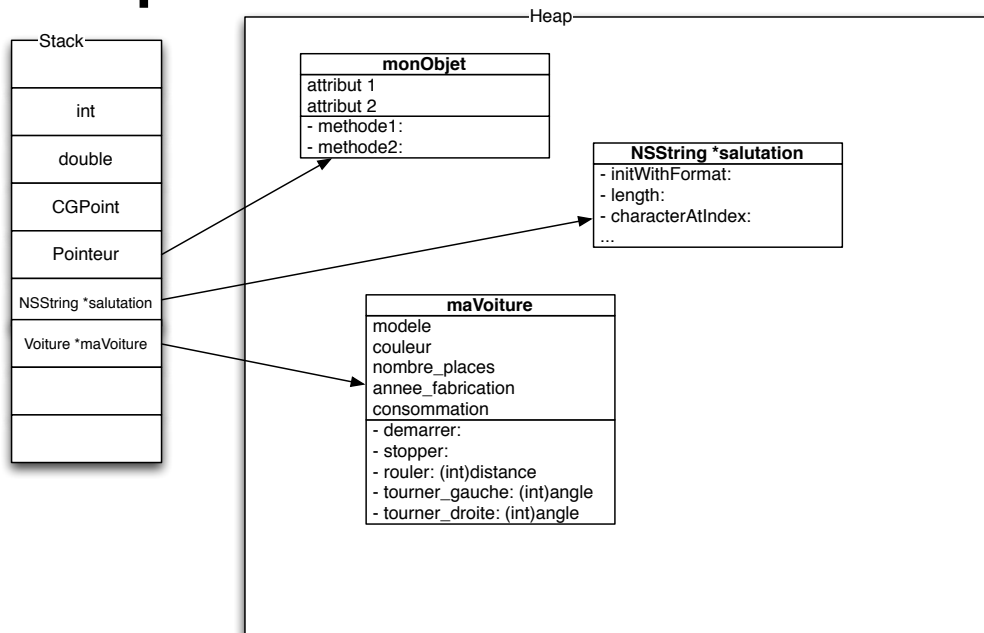 Heap
Stack
int
double
CGPoint
Pointeur
NSString *salutation
Voiture *maVoiture
monObjet
attribut 1
attribut 2
- methode1:
- methode2:
NSString *salutation
- initWithFormat:
- length:
- characterAtIndex:
...
maVoiture
modele
couleur
nombre_places
annee_fabrication
consommation
- demarrer:
- stopper:
- rouler: (int)distance
- tourner_gauche: (int)angle
- tourner_droite: (int)angle